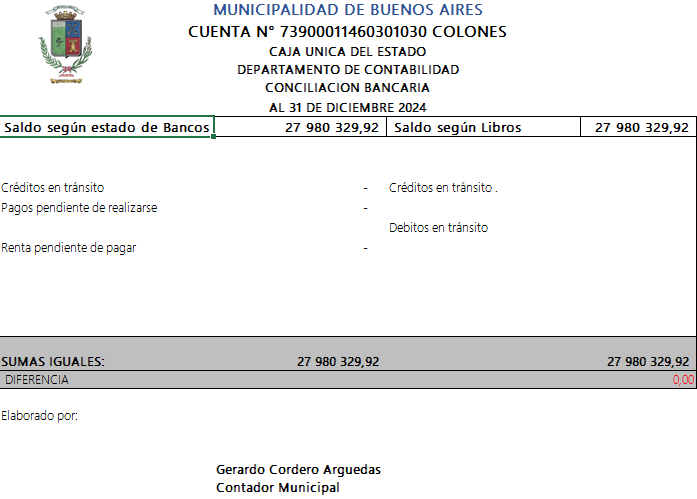 MUNICIPALIDAD DE BUENOS AIRES
CUENTA N° 73900011460301030 COLONES
CAJA UNICA DEL ESTADO
DEPARTAMENTO DE CONTABILIDAD
CONCILIACION BANCARIA
AL 31 DE DICIEMBRE 2024
Saldo según estado de Bancos 27 980 329,92 Saldo según Libros 27 980 329,92
Créditos en tránsito - Créditos en tránsito .
Pagos pendiente de realizarse -
Debitos en tránsito
Renta pendiente de pagar -
SUMAS IGUALES: 27 980 329,92 27 980 329,92
DIFERENCIA 0,00
Elaborado por:
Gerardo Cordero Arguedas
Contador Municipal